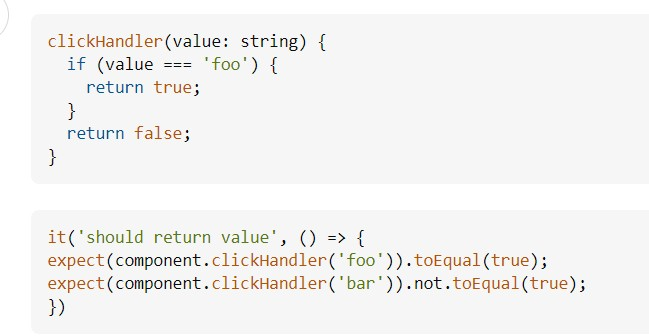 clickHandler(value: string) {
  if (value === 'foo') {
    return true;
  }
  return false;
}
it('should return value', () => {
expect(component.clickHandler('foo')).toEqual(true);
expect(component.clickHandler('bar')).not.toEqual(true);
})